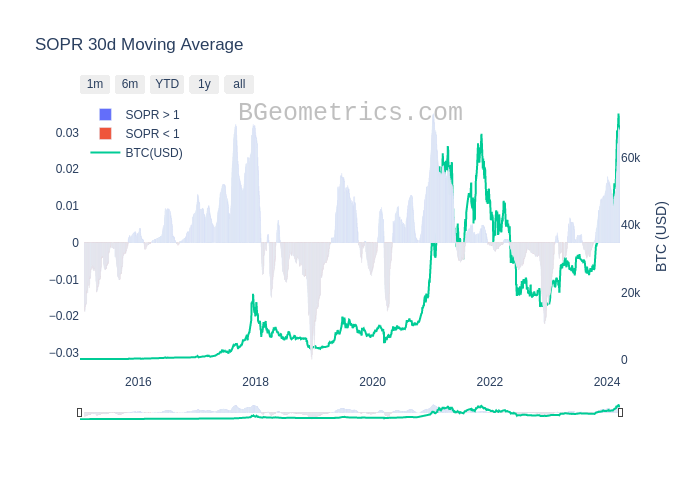 SOPR 30d Moving Average
1m 6m YTD 1y all
BGeometrics.com
SOPR > 1
SOPR < 1
BTC(USD)
0.03
0.02
0.01
0
−0.01
−0.02
−0.03
60k
40k
20k
0
BTC (USD)
2016 2018 2020 2022 2024